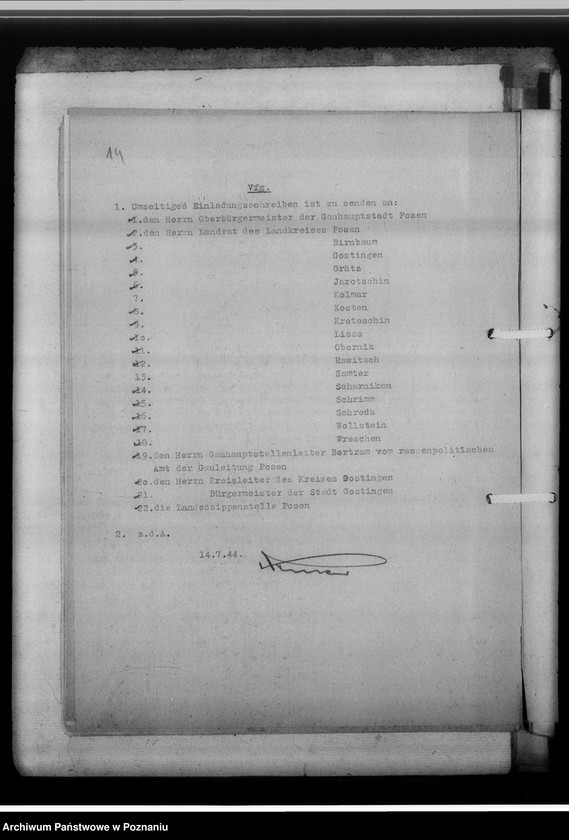 14
Vfg.
1. Umseitiges Einladungsschreiben ist zu senden an:
1.den Herrn Oberbürgermeister der Gauhauptstadt Posen
2.den Herrn Landrat des Landkreises Posen
3. Birnbaum
4. Gostingen
5. Grätz
6. Jarotschin
7. Kolmar
8. Kosten
9. Krotoschin
1o. Lissa
11. Obornik
12. Rawitsch
13. Samter
14. Scharnikau
15. Schrimm
16. Schroda
17. Wollstein
18. Wreschen
19.den Herrn Gauhauptstellenleiter Bertram vom rassenpolitischen
Amt der Gauleitung Posen
2o.den Herrn Kreisleiter des Kreises Gostingen
21. Bürgermeister der Stadt Gostingen
22.die Landessippenstelle Posen
2. z.d.A.
14.7.44.
Archiwum Państwowe w Poznaniu